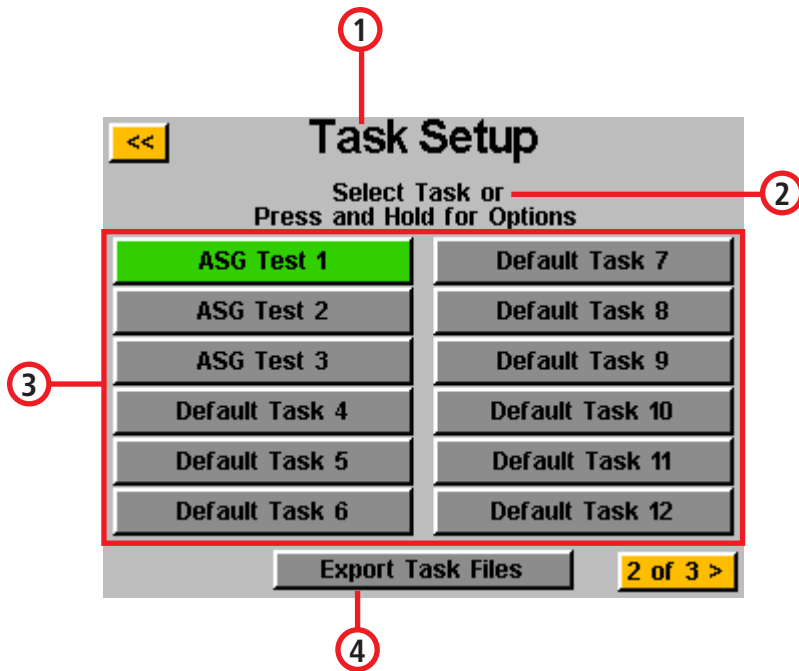 1
<<
Task Setup
Select Task or
Press and Hold for Options
2
3
ASG Test 1
ASG Test 2
ASG Test 3
Default Task 4
Default Task 5
Default Task 6
Default Task 7
Default Task 8
Default Task 9
Default Task 10
Default Task 11
Default Task 12
Export Task Files
2 of 3 >
4